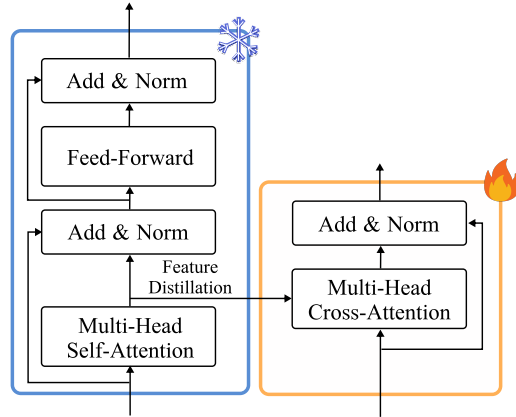 Add & Norm
Feed-Forward
Add & Norm
Multi-Head
Self-Attention
Feature
Distillation
Add & Norm
Multi-Head
Cross-Attention